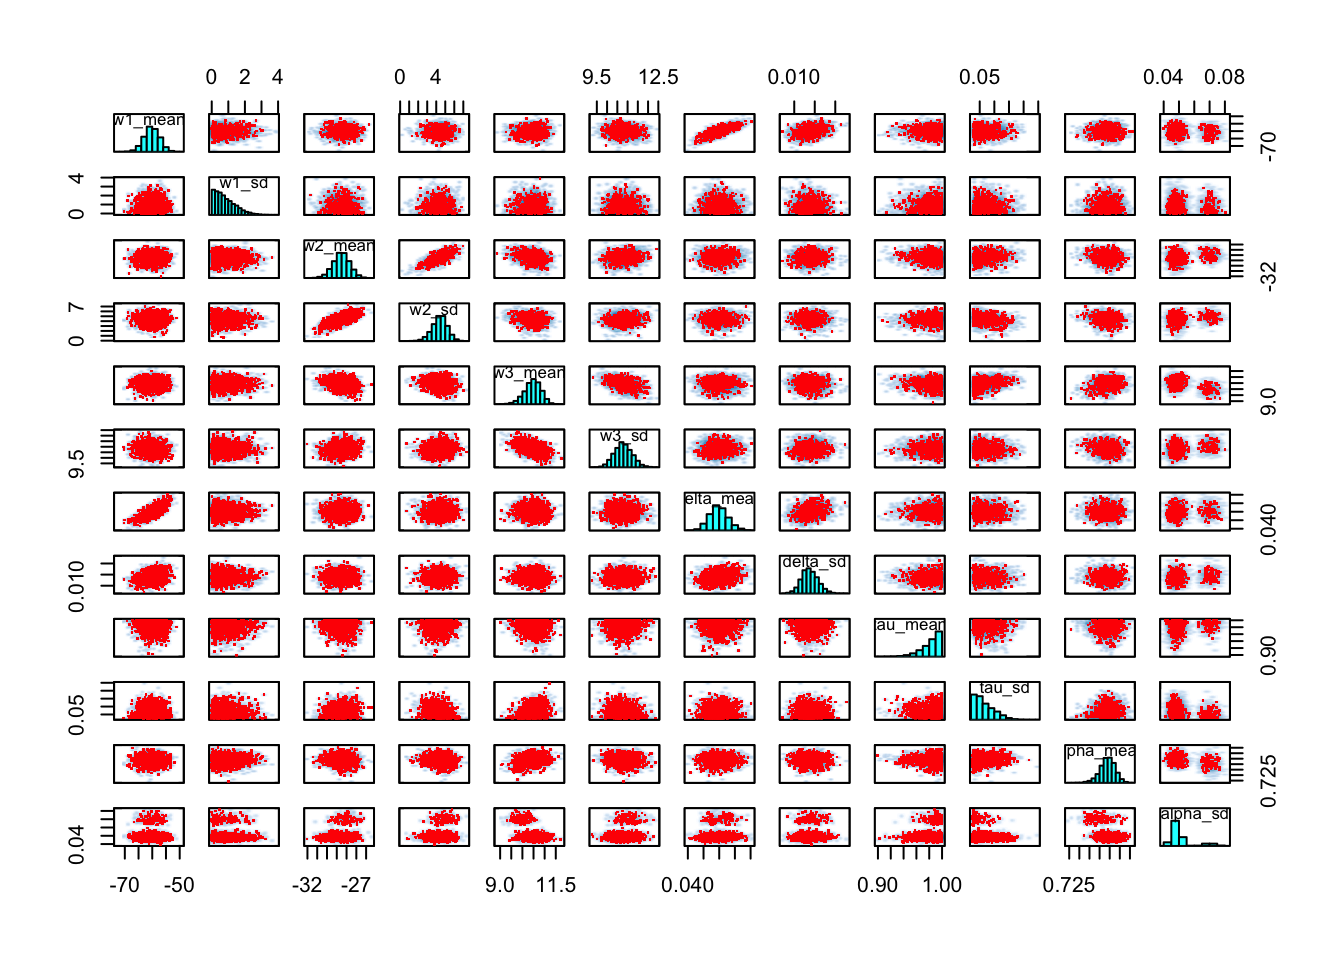 0 2 4 0 4 9.5 12.5 0.010 0.05 0.04 0.08
w1_mean -70
4 0 w1_sd
w2_mean -32
7 0 w2_sd
w3_mean 9.0
9.5 w3_sd
elta_mea 0.040
0.010 delta_sd
au_mean 0.90
0.05 tau_sd
pha_mea 0.725
0.04 alpha_sd
-70 -50 -32 -27 9.0 11.5 0.040 0.90 1.00 0.725